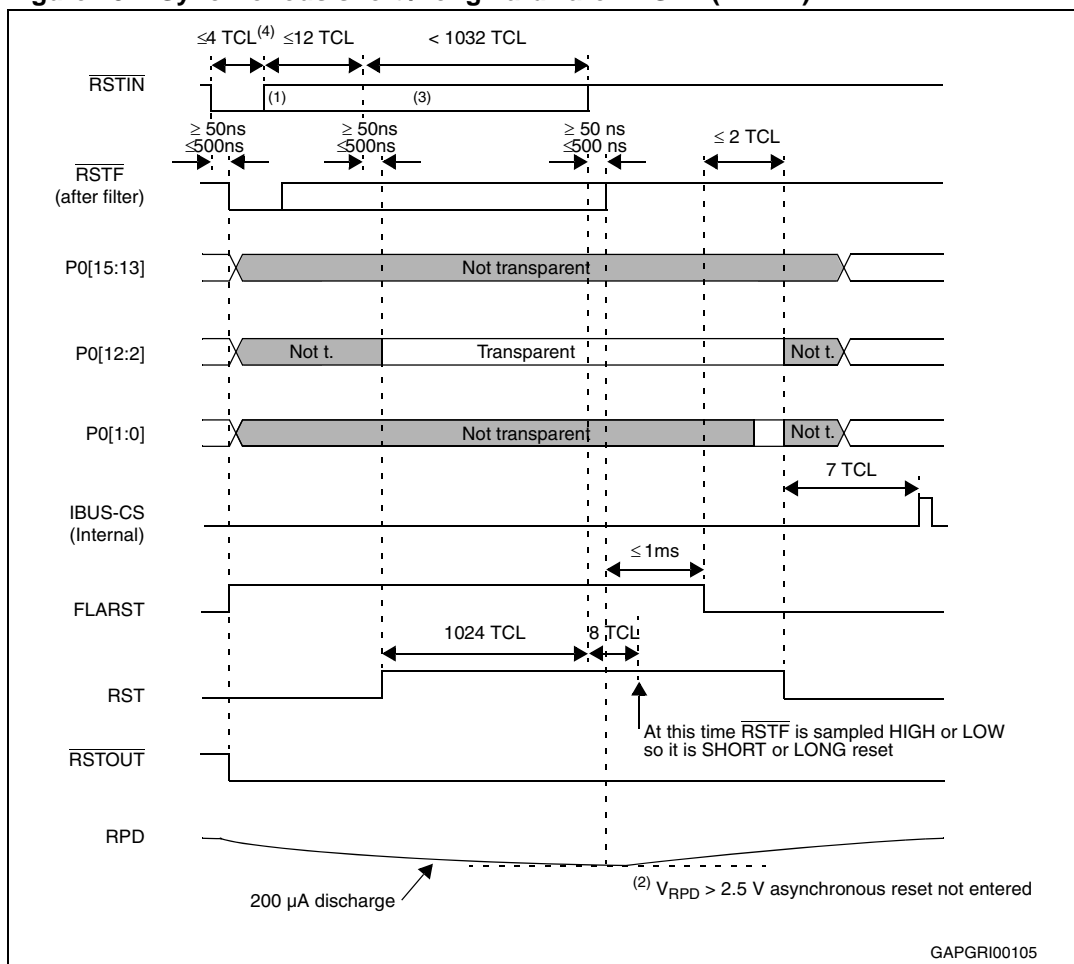 ≤4 TCL(4) ≤12 TCL < 1032 TCL
RSTIN
(1) (3)
≥ 50ns ≥ 50ns ≥ 50 ns ≤ 2 TCL
≤500ns ≤500ns ≤500 ns
RSTF
(after filter)
P0[15:13] Not transparent
P0[12:2] Not t. Transparent Not t.
P0[1:0] Not transparent Not t.
7 TCL
IBUS-CS
(Internal)
≤ 1ms
FLARST
1024 TCL 8 TCL
RST
At this time RSTF is sampled HIGH or LOW
so it is SHORT or LONG reset
RSTOUT
RPD
200 μA discharge
(2) VRPD > 2.5 V asynchronous reset not entered
GAPGRI00105